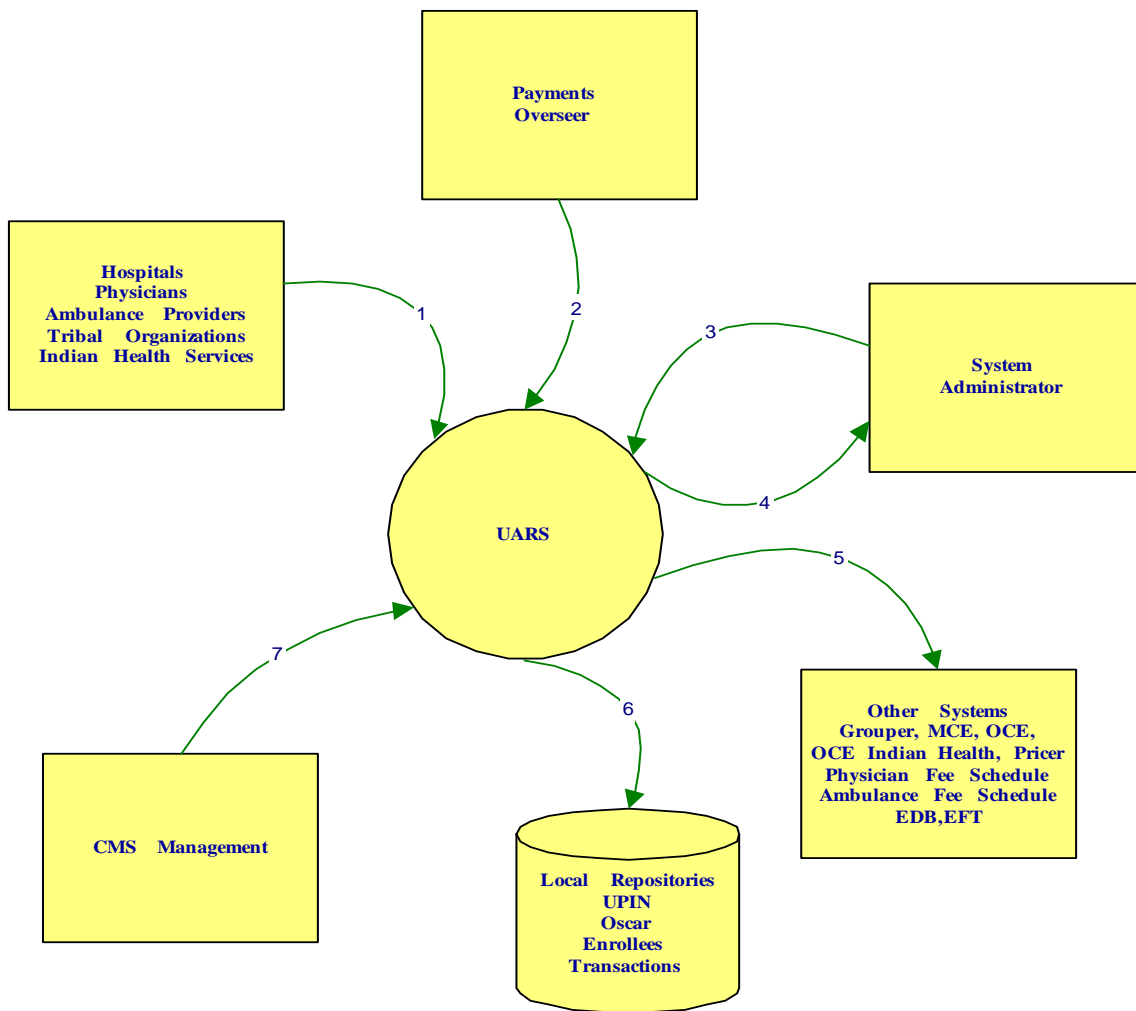 Payments
Overseer
Hospitals
Physicians
Ambulance Providers
Tribal Organizations
Indian Health Services
1
2
3
System
Administrator
4
UARS
5
7
6
Other Systems
Grouper, MCE, OCE,
OCE Indian Health, Pricer
Physician Fee Schedule
Ambulance Fee Schedule
EDB,EFT
CMS Management
Local Repositories
UPIN
Oscar
Enrollees
Transactions